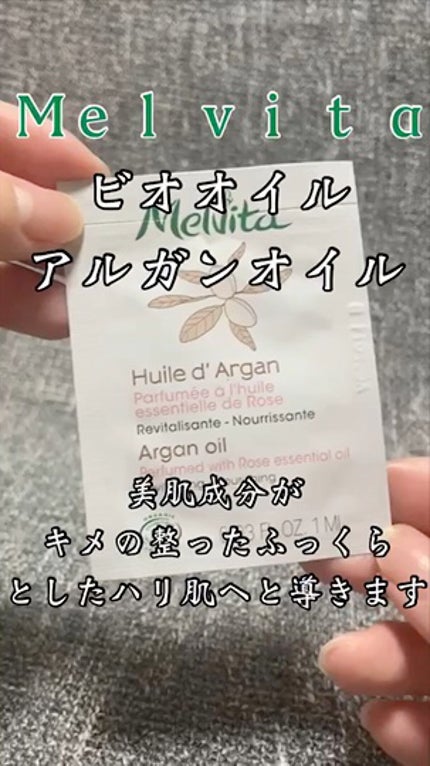 Melvita
ビオオイル
Melvita
アルガンオイル
Huile d'Argan
Parfumée à l'huile
essentielle de Rose
Revitalisante - Nourrissante
Argan oil
Perfumed with Rose essential oil
美肌成分が
キメの整ったふっくら
としたハリ肌へと導きます